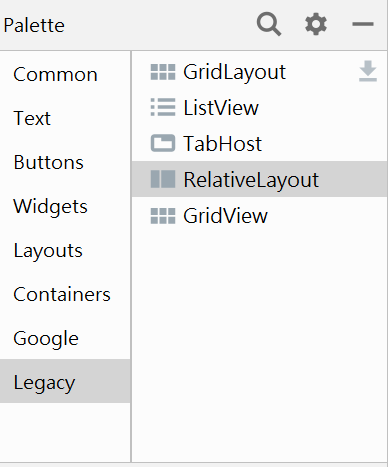 Palette
Common
Text
Buttons
Widgets
Layouts
Containers
Google
Legacy
GridLayout
ListView
TabHost
RelativeLayout
GridView